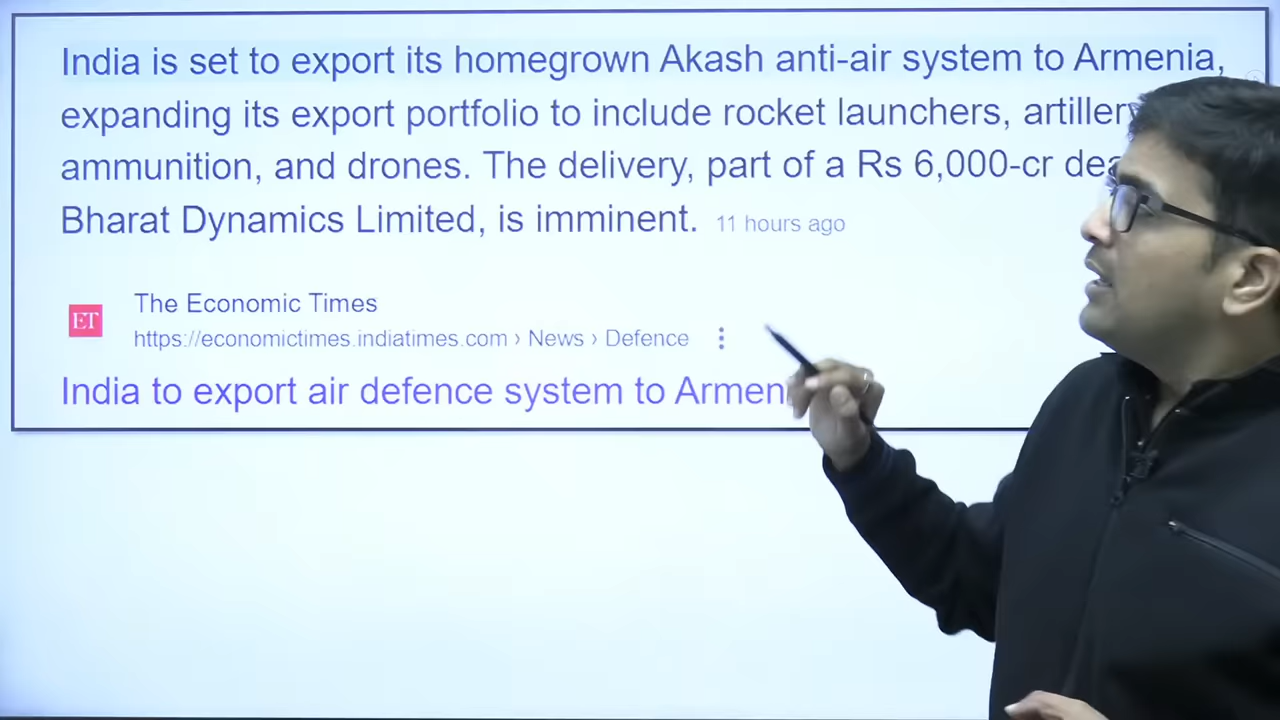 India is set to export its homegrown Akash anti-air system to Armenia,
expanding its export portfolio to include rocket launchers, artillery
ammunition, and drones. The delivery, part of a Rs 6,000-cr
Bharat Dynamics Limited, is imminent. 11 hours ago
ET The Economic Times
https://economictimes.indiatimes.com › News › Defence
India to export air defence system to